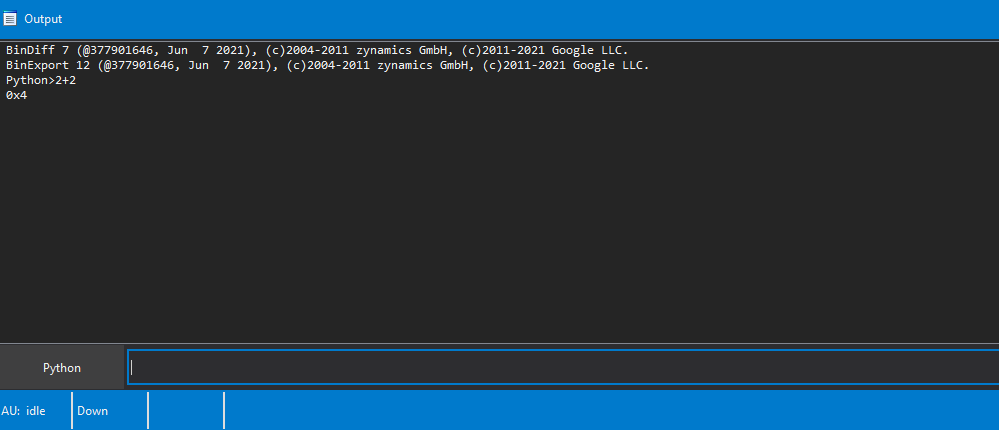 Output
BinDiff 7 (@377901646, Jun  7 2021), (c)2004-2011 zynamics GmbH, (c)2011-2021 Google LLC.
BinExport 12 (@377901646, Jun  7 2021), (c)2004-2011 zynamics GmbH, (c)2011-2021 Google LLC.
Python>2+2
0x4
Python
AU:  idle
Down